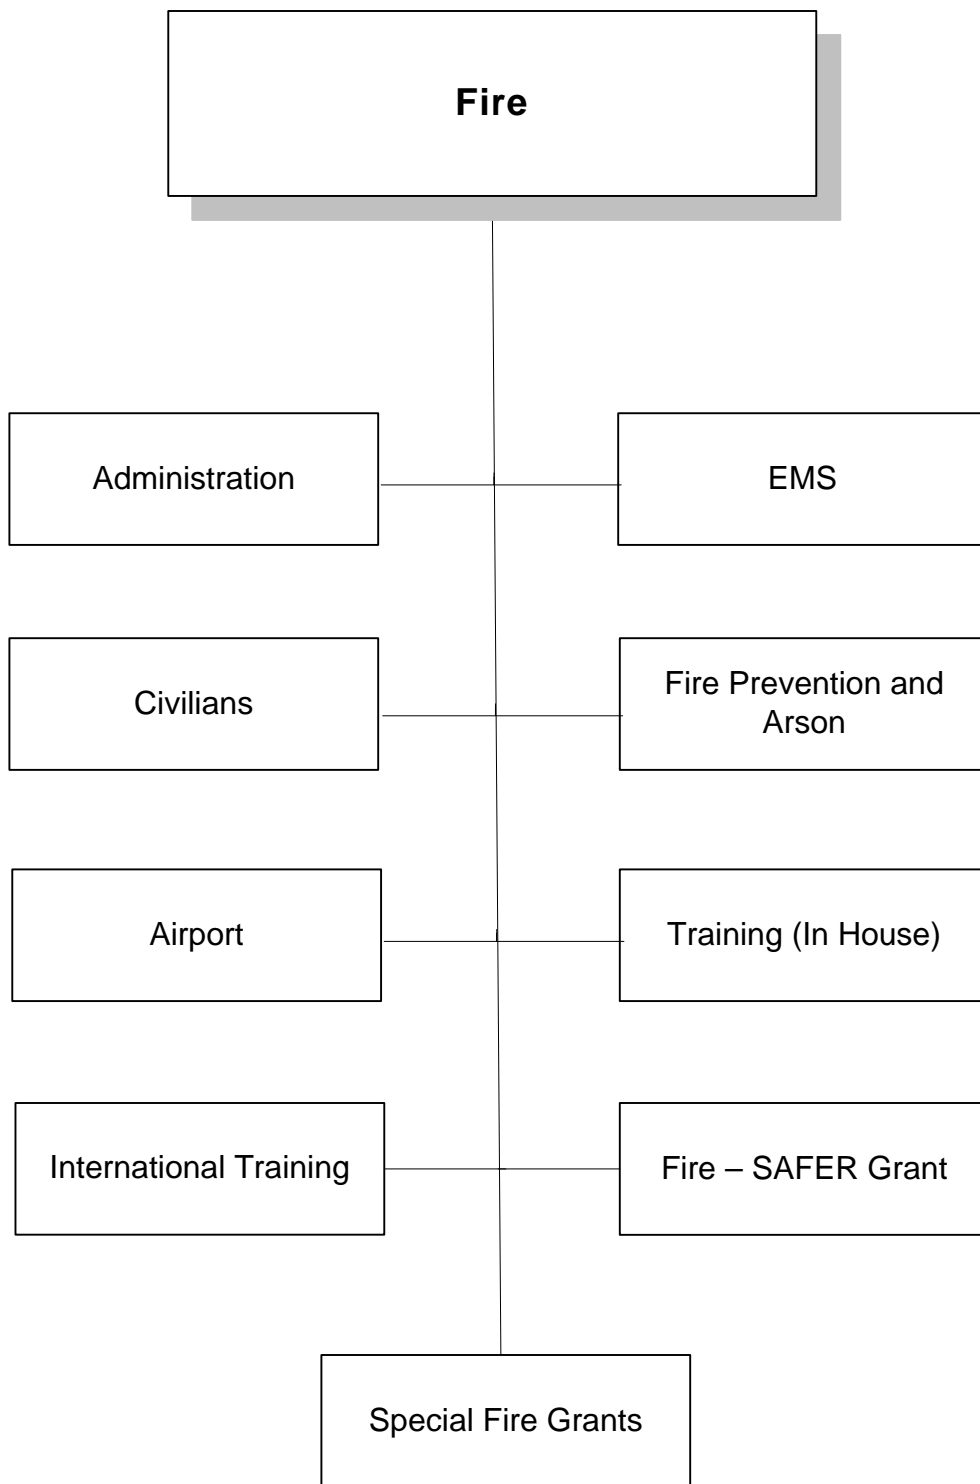 Fire
Administration
EMS
Civilians
Fire Prevention and
Arson
Airport
Training (In House)
International Training
Fire – SAFER Grant
Special Fire Grants